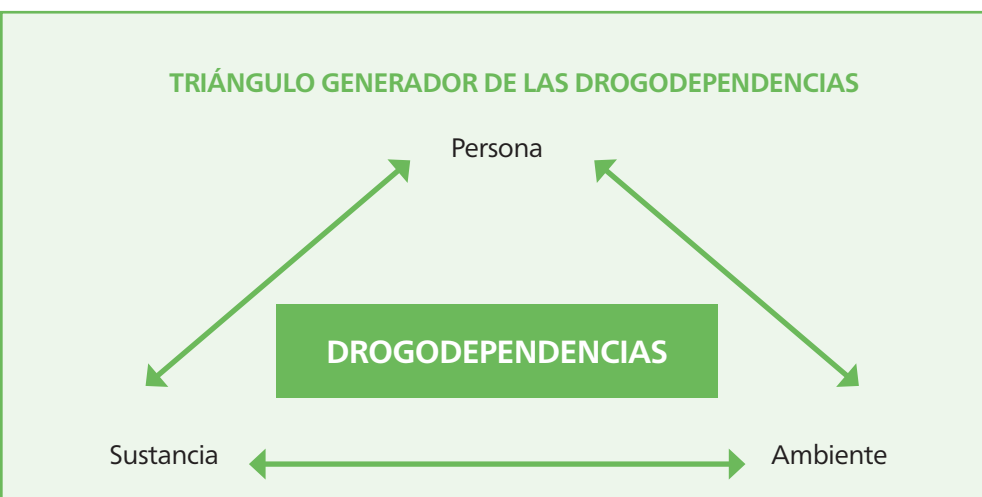 TRIÁNGULO GENERADOR DE LAS DROGODEPENDENCIAS
Persona
DROGODEPENDENCIAS
Sustancia
Ambiente